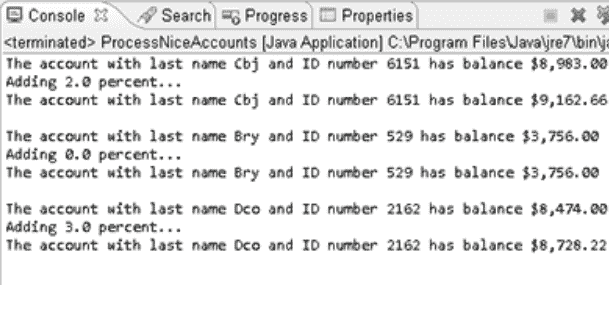 Console Search Progress Properties
<terminated> ProcessNiceAccounts [Java Application] C:\Program Files\Java\jre7\bin\ja
The account with last name Cbj and ID number 6151 has balance $8,983.00
Adding 2.0 percent...
The account with last name Cbj and ID number 6151 has balance $9,162.66
The account with last name Bry and ID number 529 has balance $3,756.00
Adding 0.0 percent...
The account with last name Bry and ID number 529 has balance $3,756.00
The account with last name Dco and ID number 2162 has balance $8,474.00
Adding 3.0 percent...
The account with last name Dco and ID number 2162 has balance $8,728.22